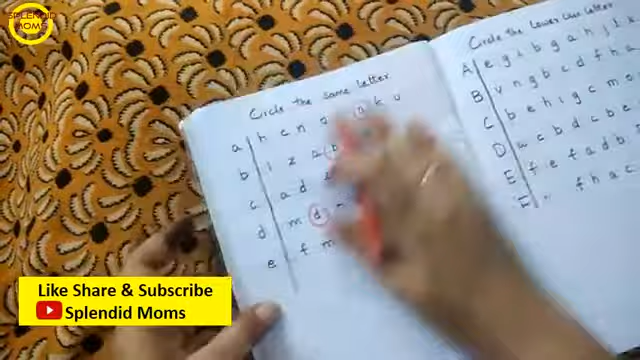 SPLENDID
MOMS
Circle the same letter
a h c n g a k v
b i z a b
c a d
d m d n
e f m
Circle the Lower case letter
A e g i b g a h j k
B v n g b c d f h a
C b e h i g c m e
D a c b d c b e
E f e f a d b
F f h a c
Like Share & Subscribe
Splendid Moms